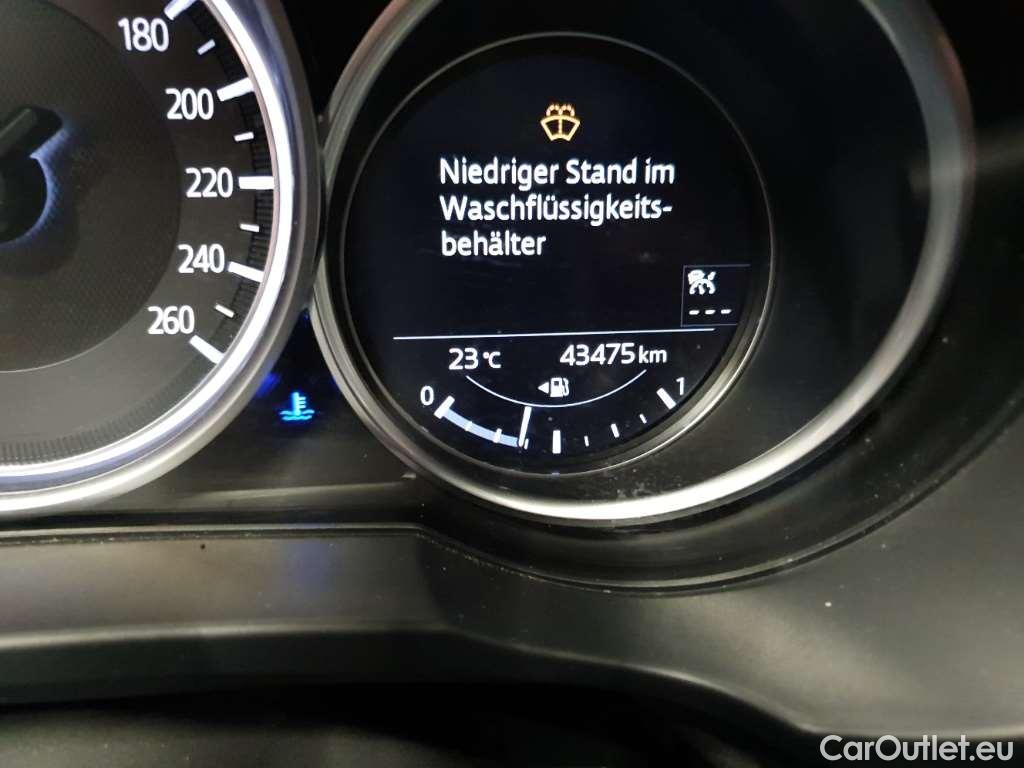 180
200
220
240
260
Niedriger Stand im
Waschflüssigkeits-
behälter
---
23 °C 43475 km
0 1
CarOutlet.eu